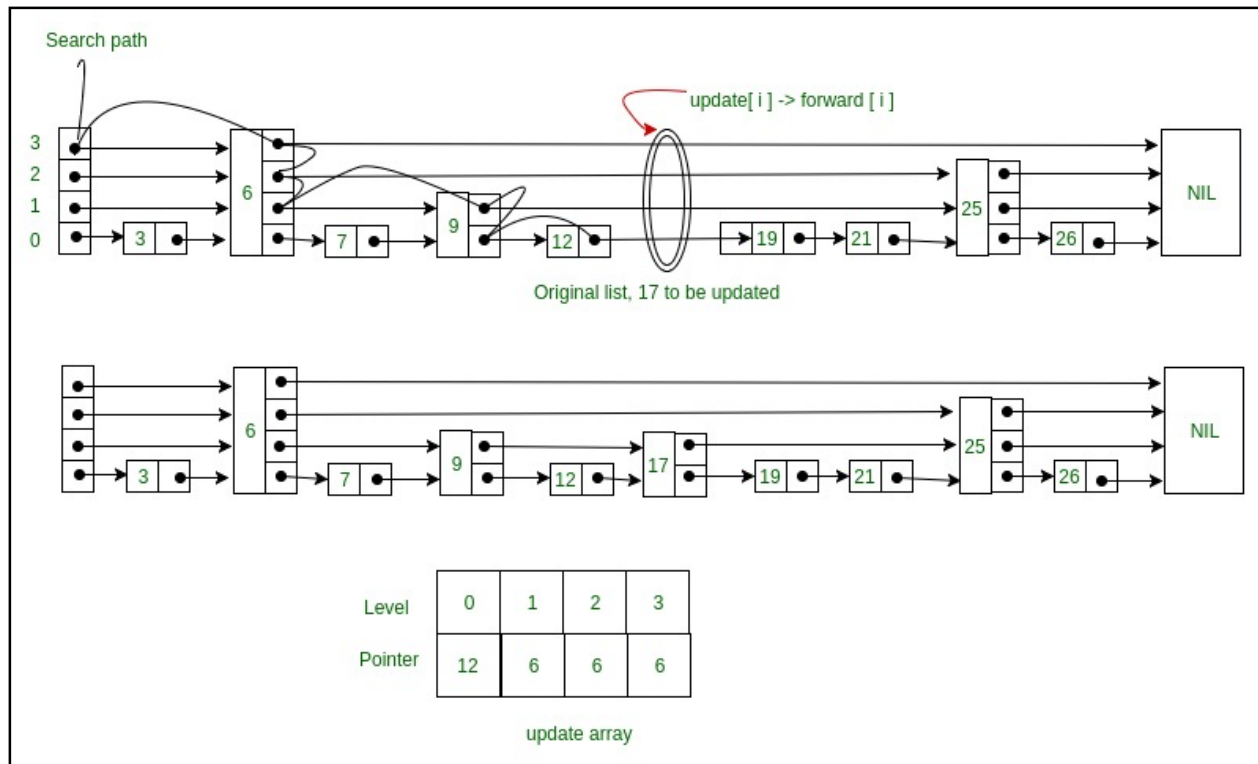 Search path
update[ i ] -> forward [ i ]
3
2
1
0
3
6
7
9
12
19
21
25
26
NIL
Original list, 17 to be updated
3
6
7
9
12
17
19
21
25
26
NIL
Level 0 1 2 3
Pointer 12 6 6 6
update array